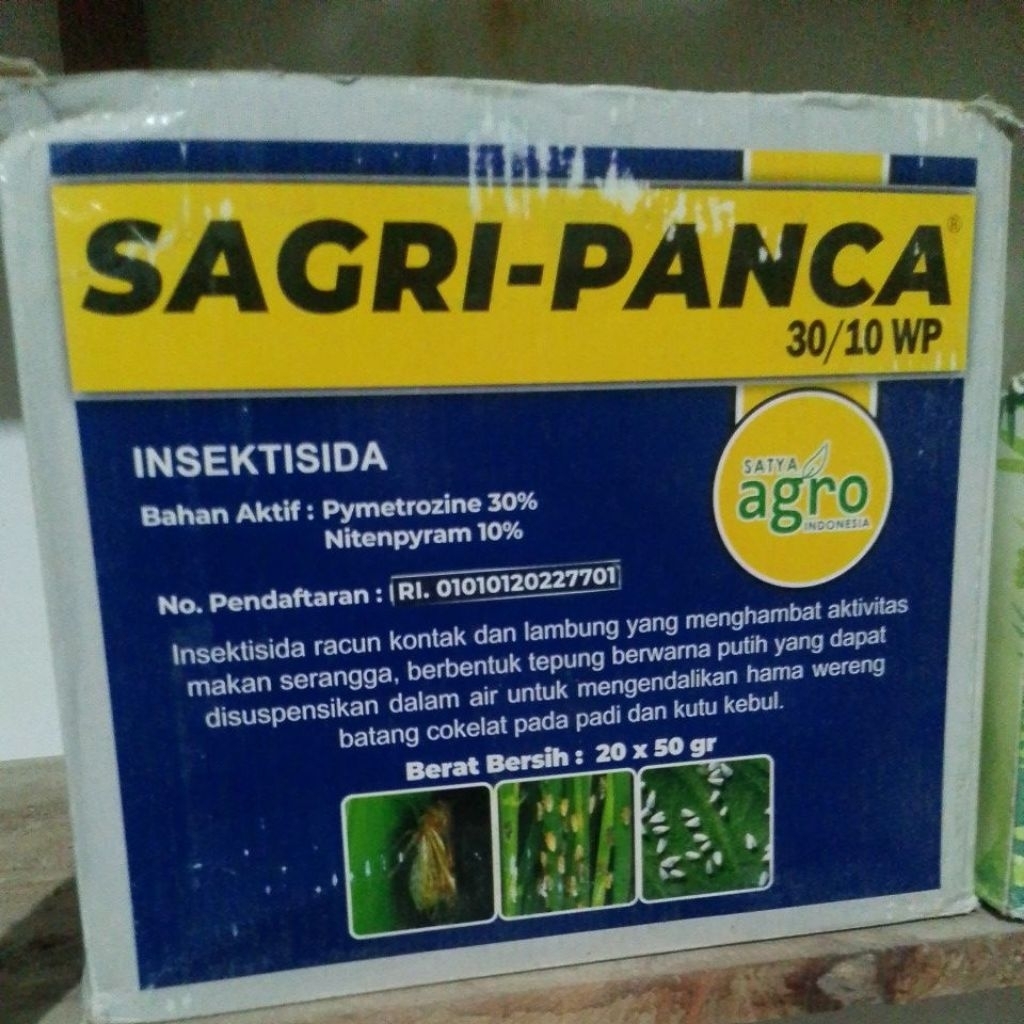 SAGRI-PANCA®
30/10 WP
INSEKTISIDA
Bahan Aktif : Pymetrozine 30%
Nitenpyram 10%
SATYA
agro
INDONESIA
No. Pendaftaran : RI. 01010120227701
Insektisida racun kontak dan lambung yang menghambat aktivitas
makan serangga, berbentuk tepung berwarna putih yang dapat
disuspensikan dalam air untuk mengendalikan hama wereng
batang cokelat pada padi dan kutu kebul.
Berat Bersih : 20 x 50 gr